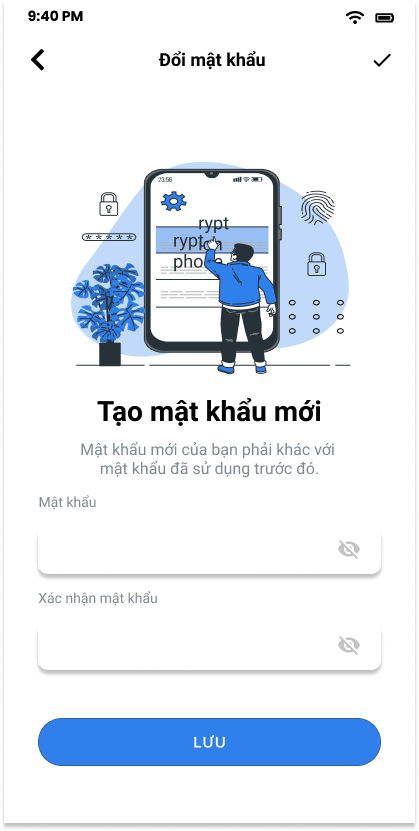 9:40 PM
Đổi mật khẩu
23:56
rypt
rypt
phone
*****
Tạo mật khẩu mới
Mật khẩu mới của bạn phải khác với
mật khẩu đã sử dụng trước đó.
Mật khẩu
Xác nhận mật khẩu
LƯU